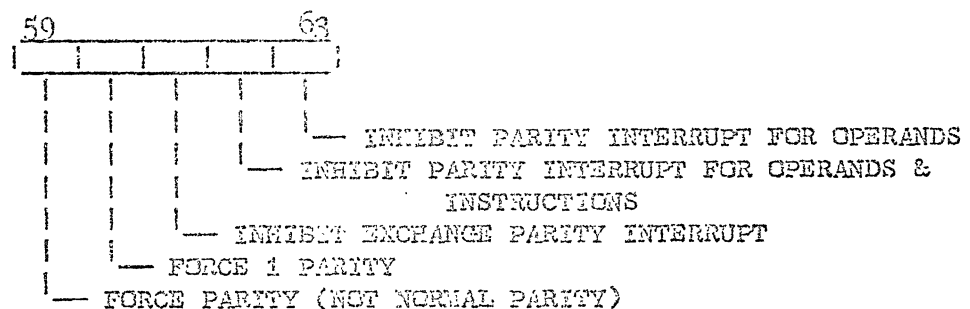 59 63
INHIBIT PARITY INTERRUPT FOR OPERANDS
INHIBIT PARITY INTERRUPT FOR OPERANDS &
INSTRUCTIONS
INHIBIT EXCHANGE PARITY INTERRUPT
FORCE 1 PARITY
FORCE PARITY (NOT NORMAL PARITY)